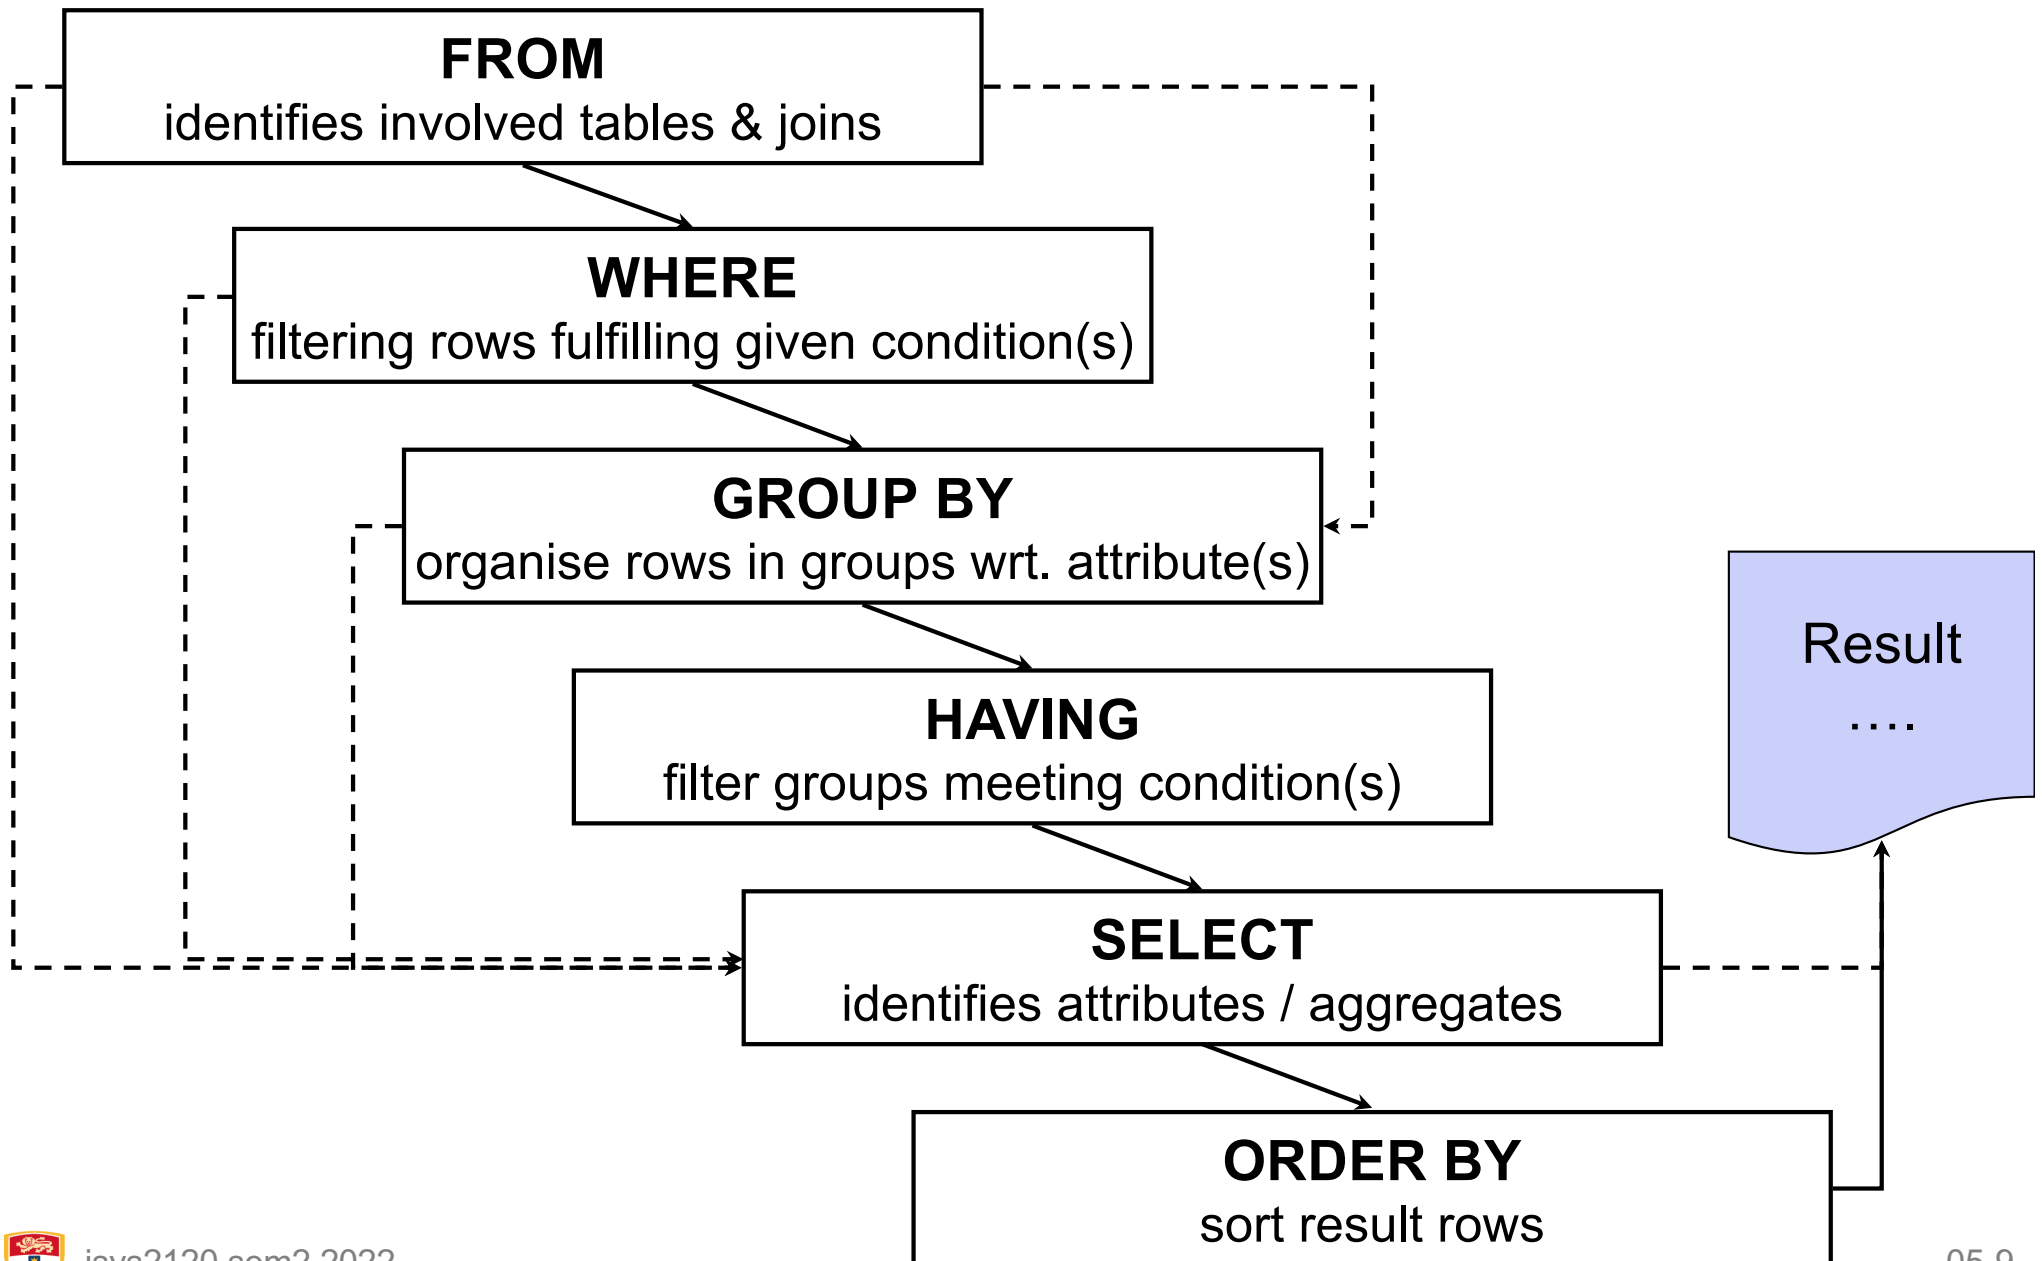 FROM
identifies involved tables & joins
WHERE
filtering rows fulfilling given condition(s)
GROUP BY
organise rows in groups wrt. attribute(s)
HAVING
filter groups meeting condition(s)
Result
....
SELECT
identifies attributes / aggregates
ORDER BY
sort result rows
2022